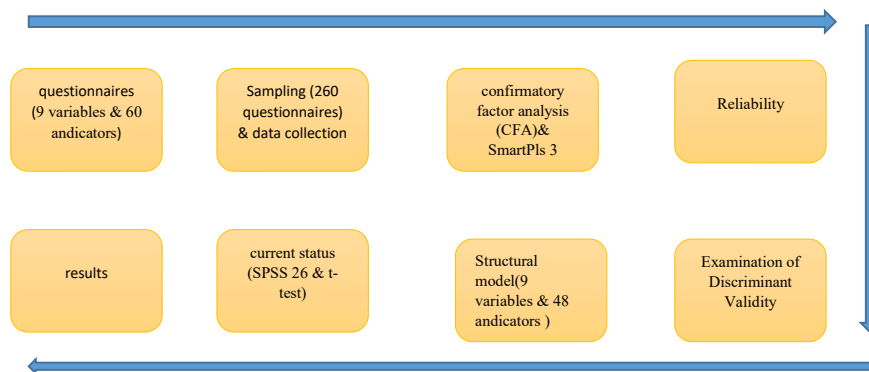 questionnaires
(9 variables & 60
andicators)
Sampling (260
questionnaires)
& data collection
confirmatory
factor analysis
(CFA)&
SmartPls 3
Reliability
Examination of
Discriminant
Validity
Structural
model(9
variables & 48
andicators )
current status
(SPSS 26 & t-
test)
results